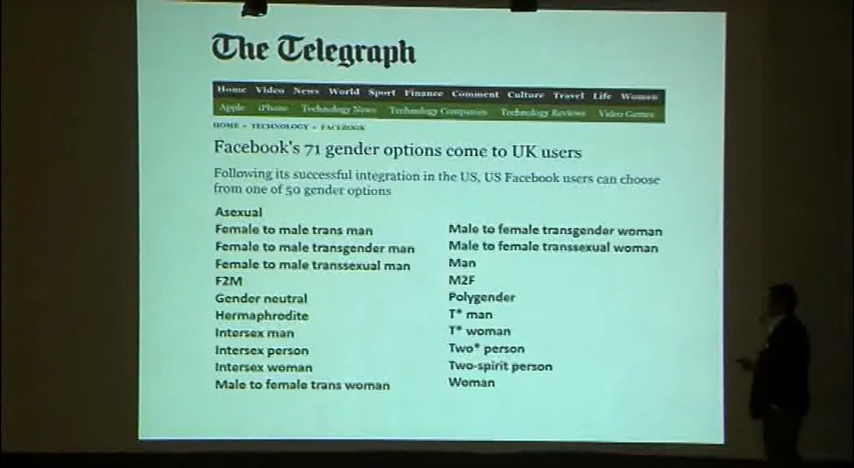 The Telegraph
Home Video News World Sport Finance Comment Culture Travel Life Women
Apple iPhone Technology News Technology Companies Technology Reviews Video Games
HOME » TECHNOLOGY » FACEBOOK
Facebook's 71 gender options come to UK users
Following its successful integration in the US, US Facebook users can choose
from one of 50 gender options
Asexual
Female to male trans man
Female to male transgender man
Female to male transsexual man
F2M
Gender neutral
Hermaphrodite
Intersex man
Intersex person
Intersex woman
Male to female trans woman
Male to female transgender woman
Male to female transsexual woman
Man
M2F
Polygender
T* man
T* woman
Two* person
Two-spirit person
Woman